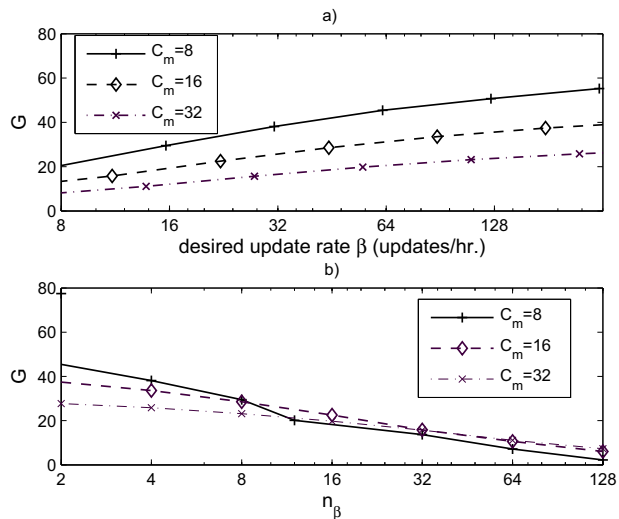 a)
80
60
40
20
0
G
C_m=8
C_m=16
C_m=32
8 16 32 64 128
desired update rate β (updates/hr.)
b)
80
60
40
20
0
G
C_m=8
C_m=16
C_m=32
2 4 8 16 32 64 128
n_β